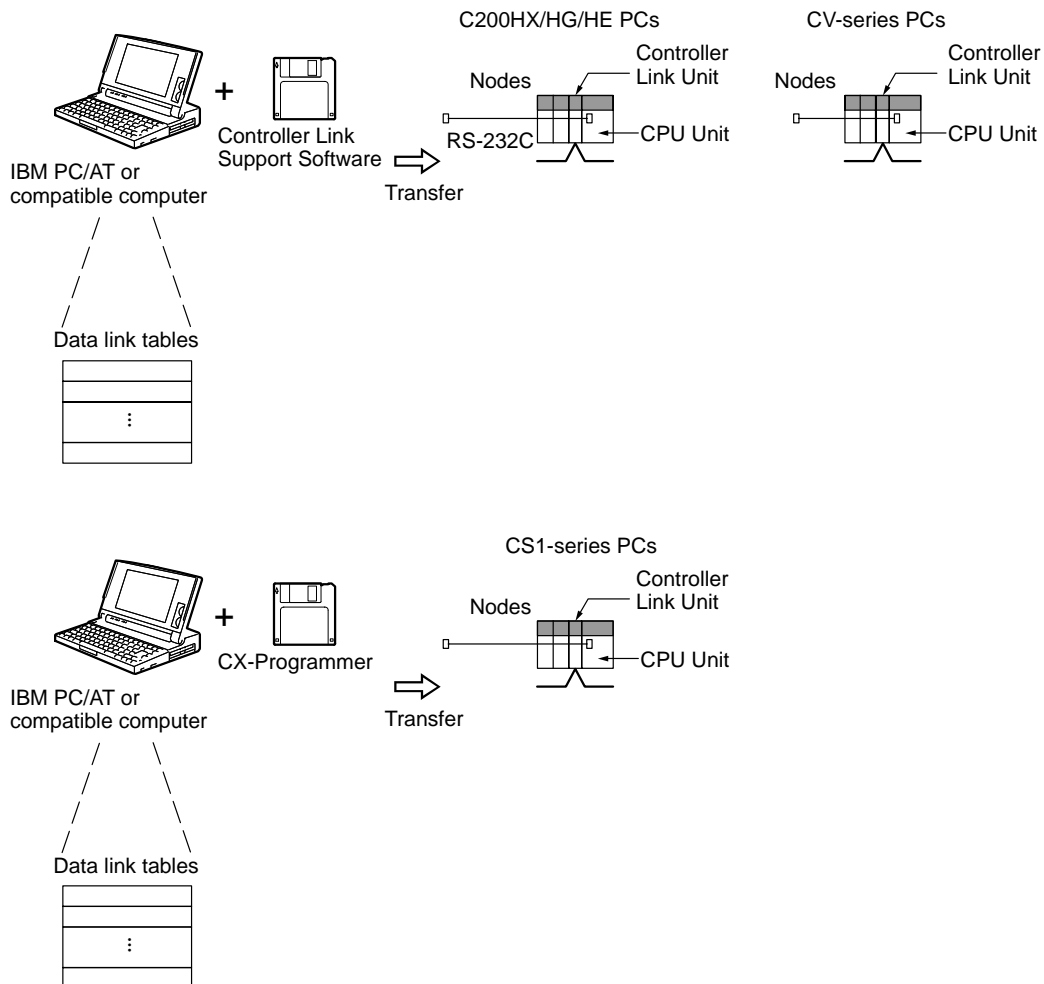 C200HX/HG/HE PCs
CV-series PCs
Nodes
Controller
Link Unit
Nodes
Controller
Link Unit
+
Controller Link
Support Software
RS-232C
CPU Unit
CPU Unit
IBM PC/AT or
compatible computer
Transfer
Data link tables
CS1-series PCs
Nodes
Controller
Link Unit
+
CX-Programmer
CPU Unit
IBM PC/AT or
compatible computer
Transfer
Data link tables